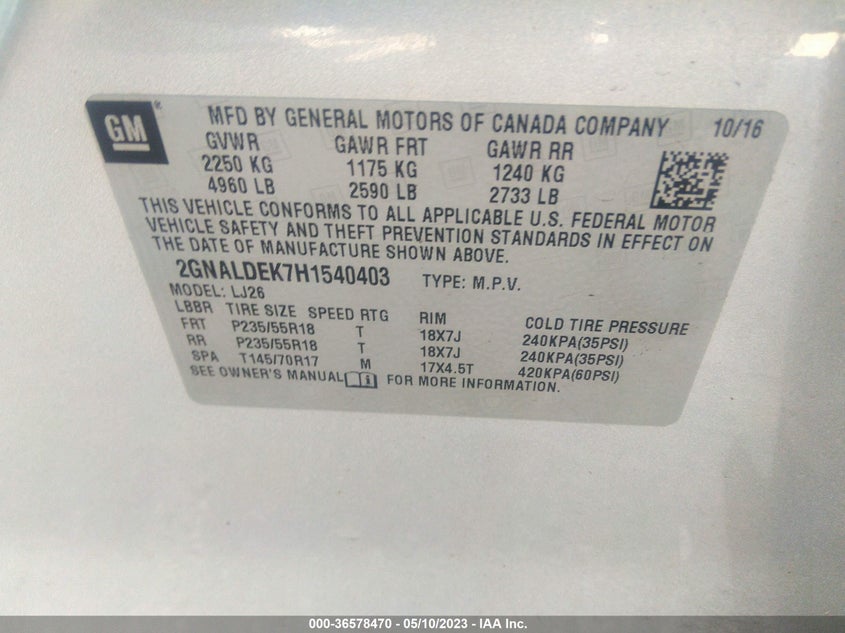 GM ®
MFD BY GENERAL MOTORS OF CANADA COMPANY 10/16
GVWR GAWR FRT GAWR RR
2250 KG 1175 KG 1240 KG
4960 LB 2590 LB 2733 LB
THIS VEHICLE CONFORMS TO ALL APPLICABLE U.S. FEDERAL MOTOR
VEHICLE SAFETY AND THEFT PREVENTION STANDARDS IN EFFECT ON
THE DATE OF MANUFACTURE SHOWN ABOVE.
2GNALDEK7H1540403 TYPE: M.P.V.
MODEL: LJ26
LBBR TIRE SIZE SPEED RTG RIM COLD TIRE PRESSURE
FRT P235/55R18 T 18X7J 240KPA(35PSI)
RR P235/55R18 T 18X7J 240KPA(35PSI)
SPA T145/70R17 M 17X4.5T 420KPA(60PSI)
SEE OWNER'S MANUAL FOR MORE INFORMATION.
000-36578470 - 05/10/2023 - IAA Inc.